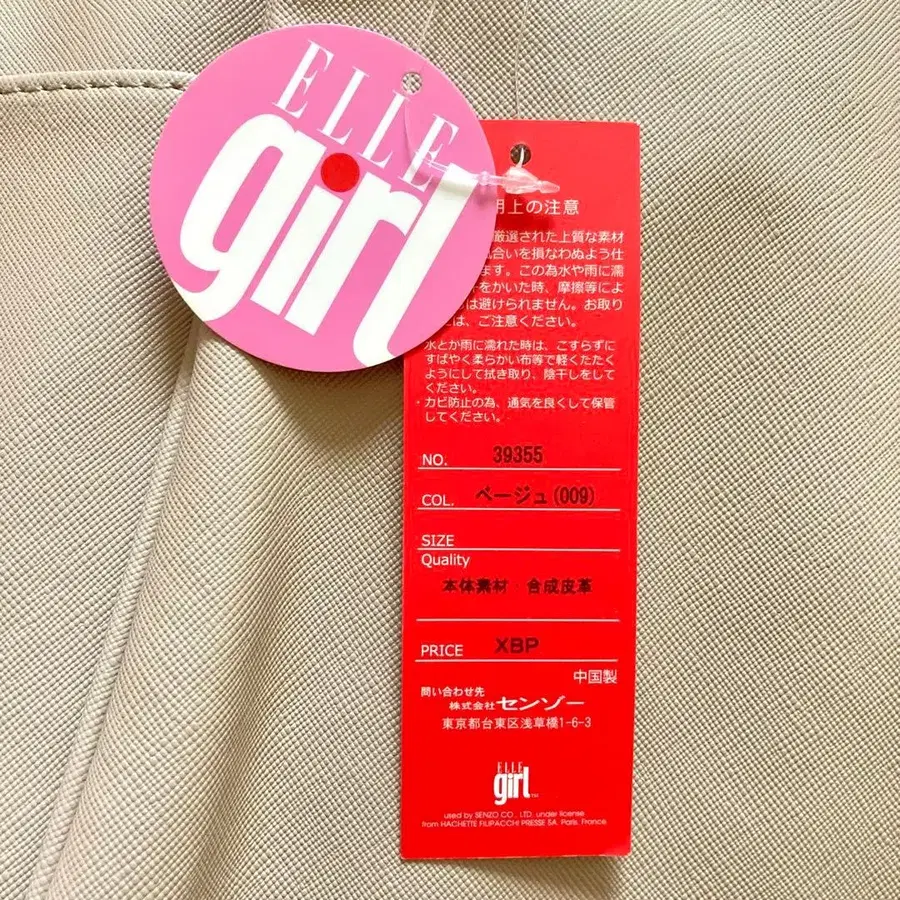 ELLE
girl
用上の注意
厳選された上質な素材
合いを損なわぬよう仕
ます。この為水や雨に濡
をかいた時、摩擦等によ
は避けられません。お取り
は、ご注意ください。
水とか雨に濡れた時は、こすらずに
すばやく柔らかい布等で軽くたたく
ようにして拭き取り、陰干しをして
ください。
・カビ防止の為、通気を良くして保管
してください。
NO. 39355
COL. ベージュ(009)
SIZE
Quality
本体素材・合成皮革
PRICE XBP
中国製
問い合わせ先
株式会社センゾー
東京都台東区浅草橋1-6-3
ELLE
girl™
used by SENZO CO., LTD. under license
from HACHETTE FILIPACCHI PRESSE SA. Paris, France